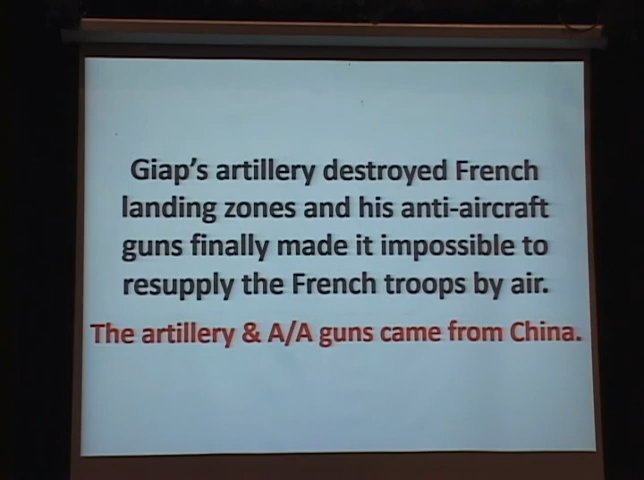 Giap's artillery destroyed French
landing zones and his anti-aircraft
guns finally made it impossible to
resupply the French troops by air.
The artillery & A/A guns came from China.